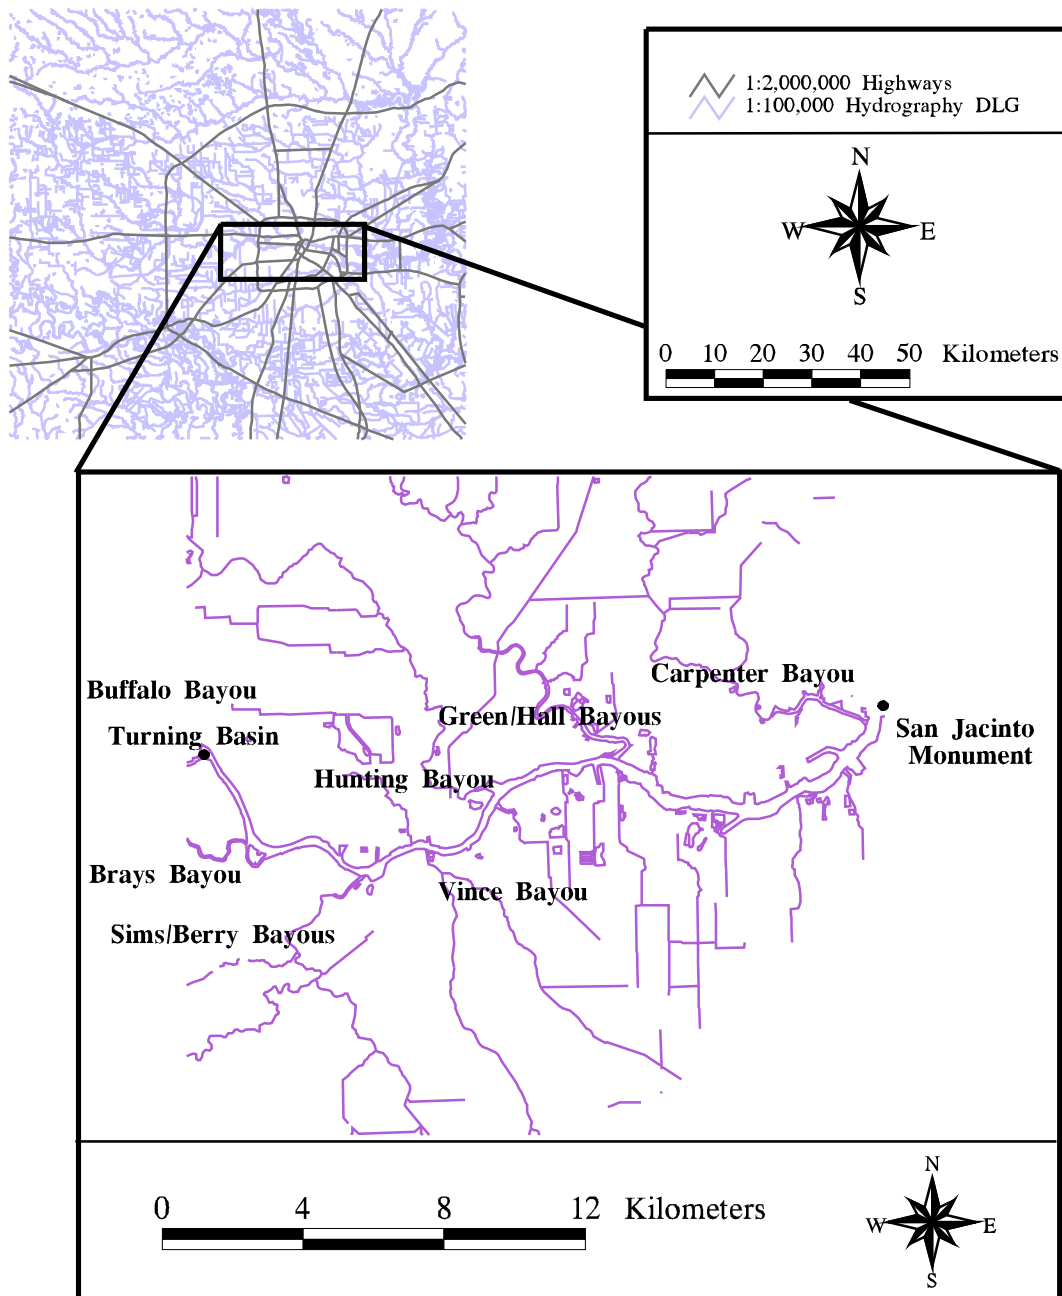 1:2,000,000 Highways
1:100,000 Hydrography DLG
N
W E
S
0 10 20 30 40 50 Kilometers
Carpenter Bayou
Buffalo Bayou
Green/Hall Bayous
San Jacinto
Monument
Turning Basin
Hunting Bayou
Brays Bayou
Vince Bayou
Sims/Berry Bayous
0 4 8 12 Kilometers
N
W E
S